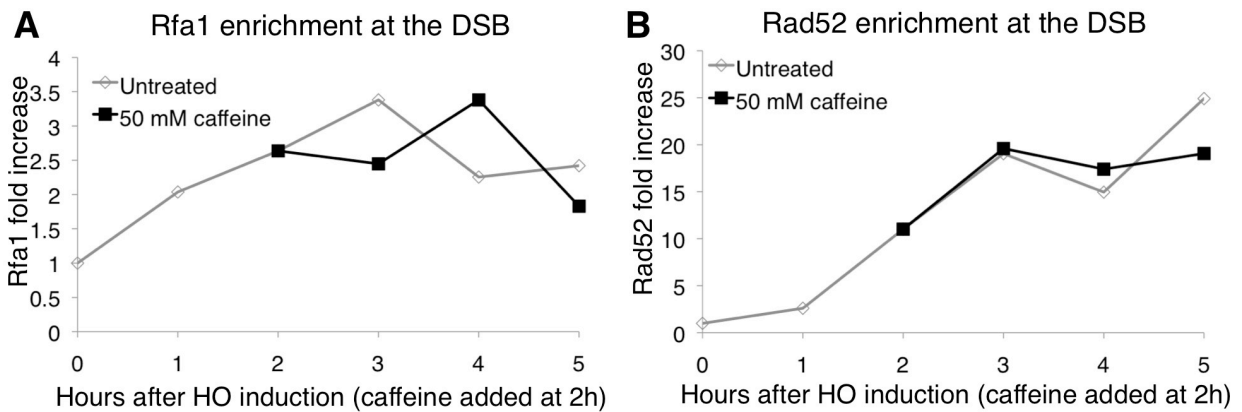 A
Rfa1 enrichment at the DSB
Rfa1 fold increase
4
3.5
3
2.5
2
1.5
1
0.5
0
Untreated
50 mM caffeine
0 1 2 3 4 5
Hours after HO induction (caffeine added at 2h)
B
Rad52 enrichment at the DSB
Rad52 fold increase
30
25
20
15
10
5
0
Untreated
50 mM caffeine
0 1 2 3 4 5
Hours after HO induction (caffeine added at 2h)